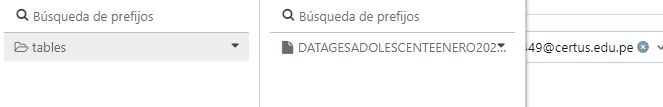 Búsqueda de prefijos
Búsqueda de prefijos
tables
DATAGESADOLESCENTEENERO202...
49@certus.edu.pe